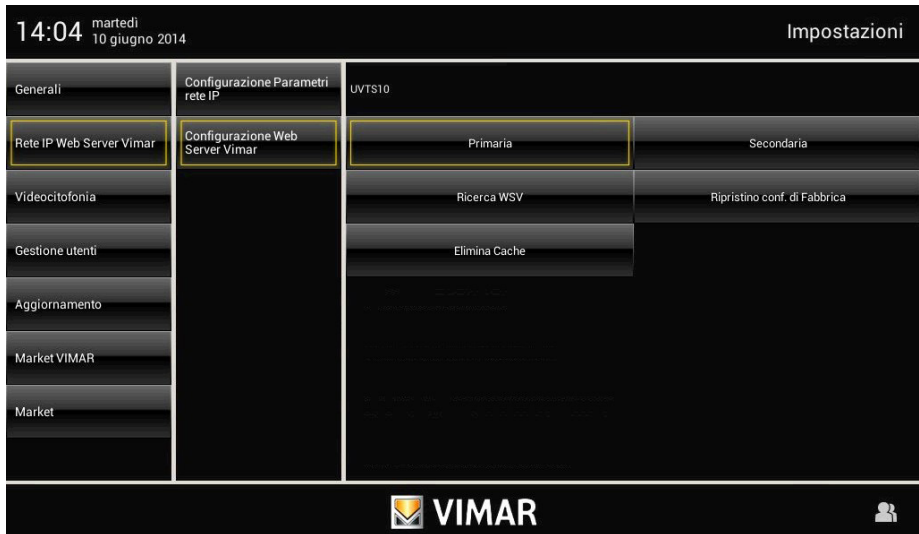 14:04 martedì
10 giugno 2014
Impostazioni
Generali
Rete IP Web Server Vimar
Videocitofonia
Gestione utenti
Aggiornamento
Market VIMAR
Market
Configurazione Parametri
rete IP
Configurazione Web
Server Vimar
UVTS10
Primaria
Secondaria
Ricerca WSV
Ripristino conf. di Fabbrica
Elimina Cache
VIMAR